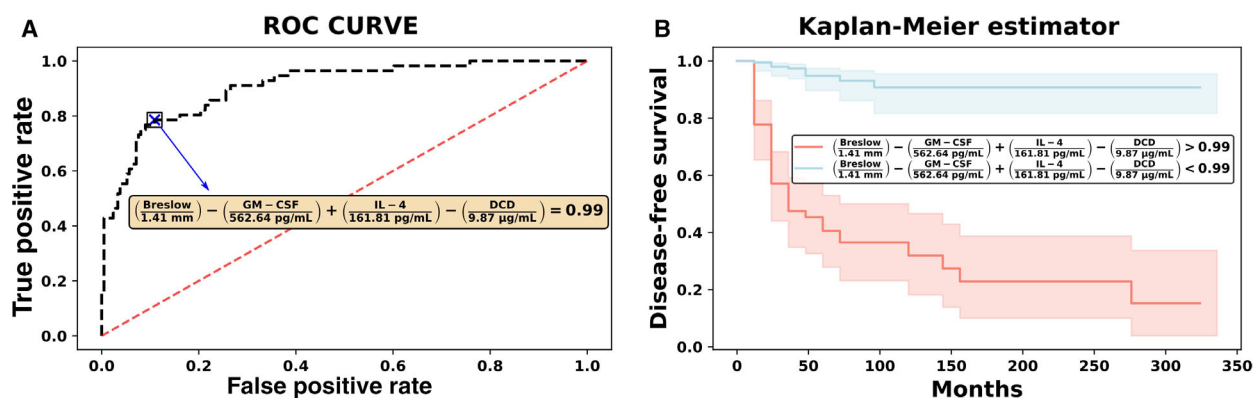 A
ROC CURVE
True positive rate
1.0
0.8
0.6
0.4
0.2
0.0
(Breslow/1.41 mm) − (GM−CSF/562.64 pg/mL) + (IL−4/161.81 pg/mL) − (DCD/9.87 μg/mL) = 0.99
0.0 0.2 0.4 0.6 0.8 1.0
False positive rate
B
Kaplan-Meier estimator
Disease-free survival
1.0
0.8
0.6
0.4
0.2
0.0
(Breslow/1.41 mm) − (GM−CSF/562.64 pg/mL) + (IL−4/161.81 pg/mL) − (DCD/9.87 μg/mL) > 0.99
(Breslow/1.41 mm) − (GM−CSF/562.64 pg/mL) + (IL−4/161.81 pg/mL) − (DCD/9.87 μg/mL) < 0.99
0 50 100 150 200 250 300 350
Months